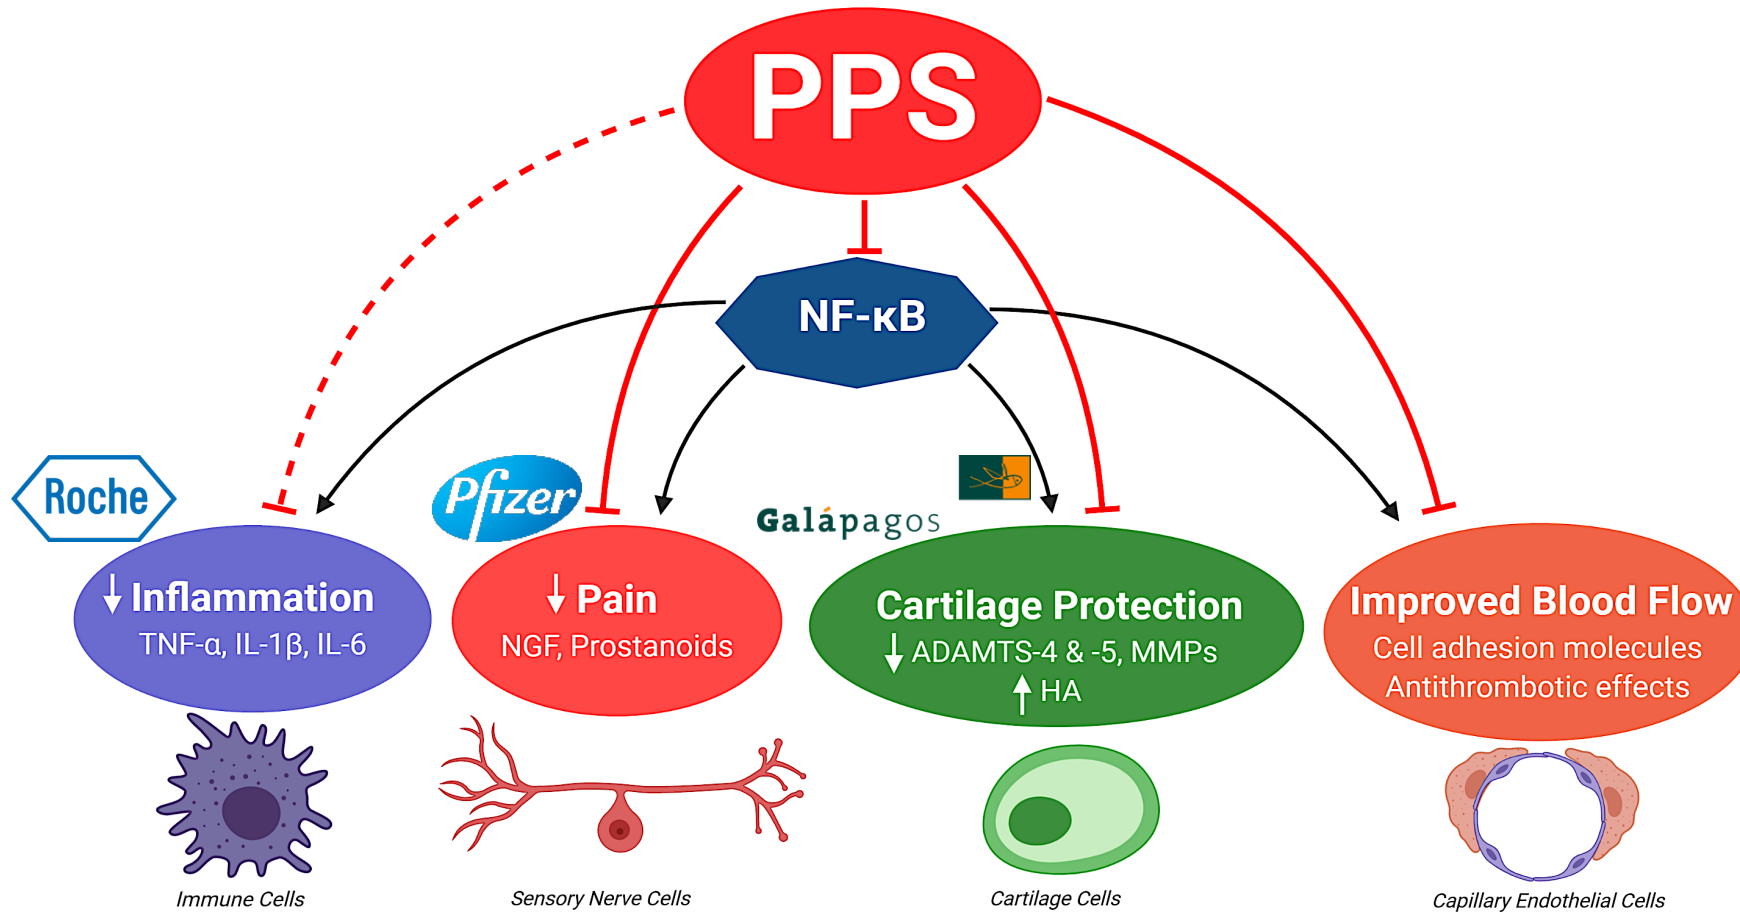 PPS
NF-κB
Roche
Pfizer
Galápagos
↓ Inflammation
TNF-α, IL-1β, IL-6
↓ Pain
NGF, Prostanoids
Cartilage Protection
↓ ADAMTS-4 & -5, MMPs
↑ HA
Improved Blood Flow
Cell adhesion molecules
Antithrombotic effects
Immune Cells
Sensory Nerve Cells
Cartilage Cells
Capillary Endothelial Cells